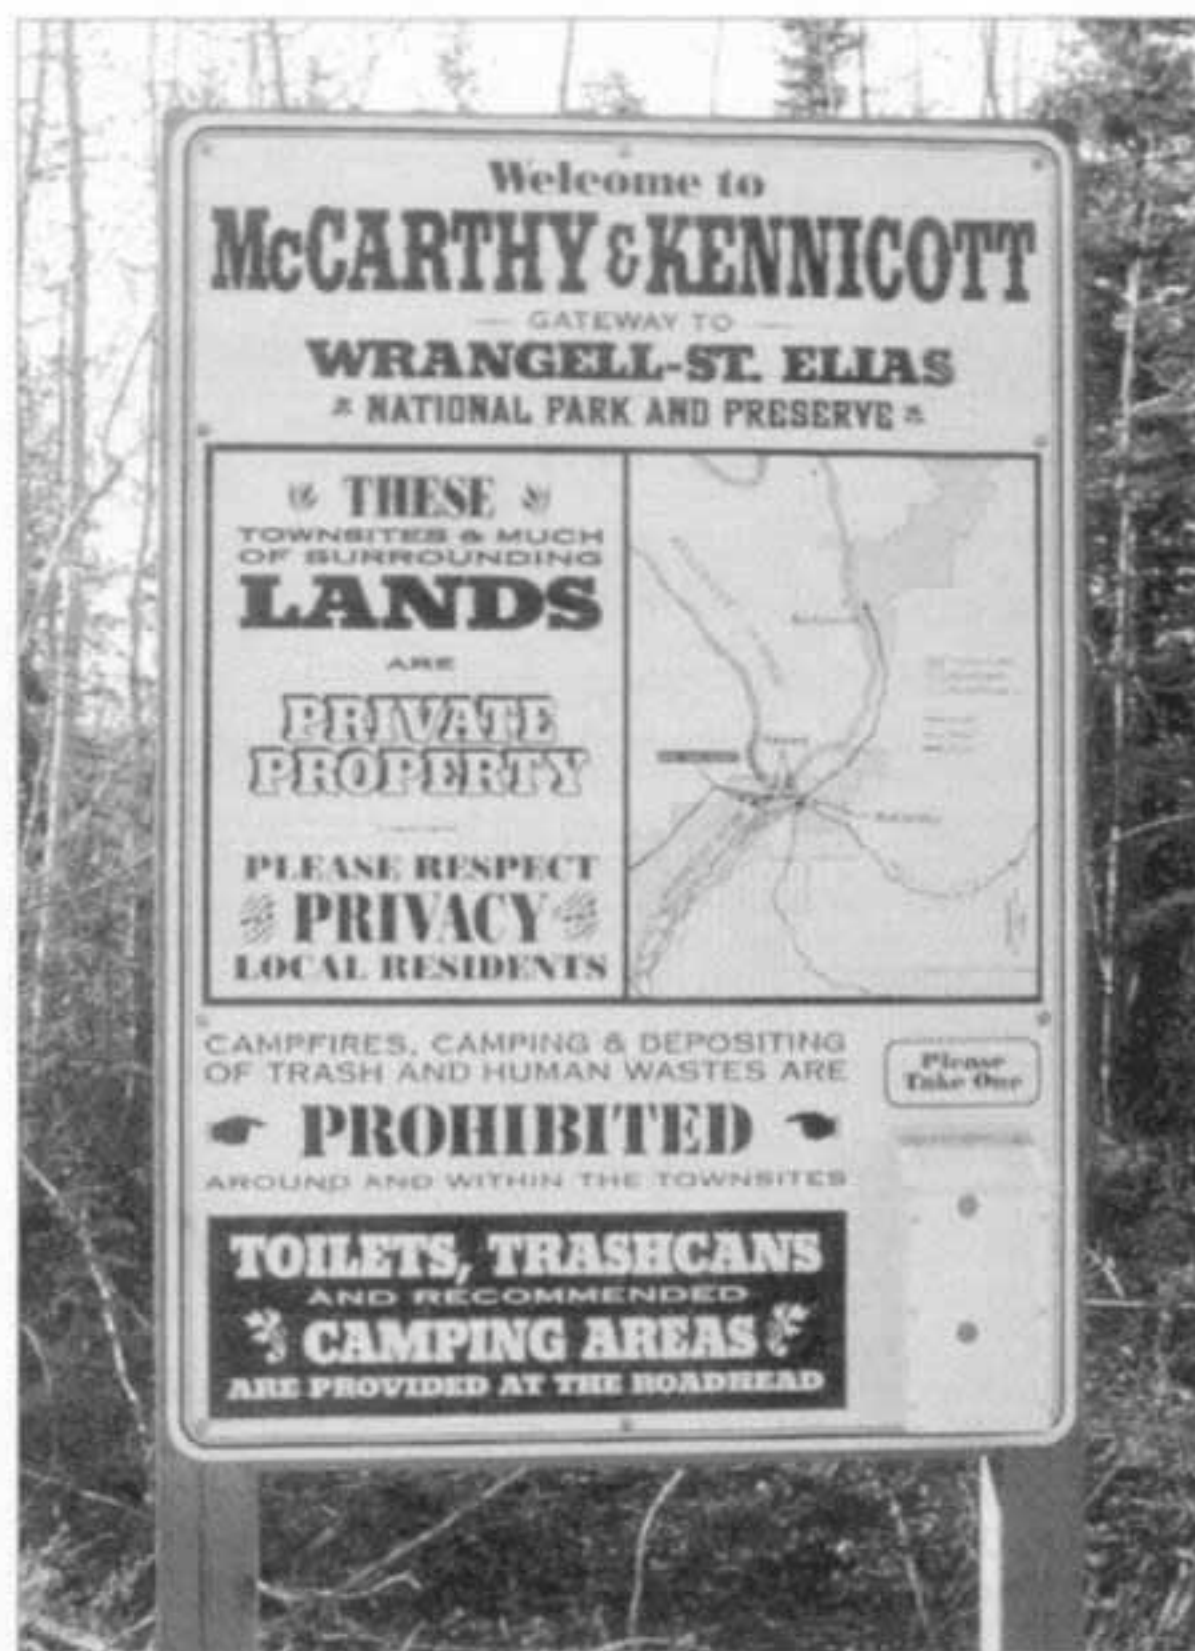 Welcome to
McCARTHY & KENNICOTT
GATEWAY TO
WRANGELL-ST. ELIAS
NATIONAL PARK AND PRESERVE
THESE
TOWNSITES & MUCH
OF SURROUNDING
LANDS
ARE
PRIVATE
PROPERTY
PLEASE RESPECT
PRIVACY
LOCAL RESIDENTS
CAMPFIRES, CAMPING & DEPOSITING
OF TRASH AND HUMAN WASTES ARE
PROHIBITED
AROUND AND WITHIN THE TOWNSITES
Please
Take One
TOILETS, TRASHCANS
AND RECOMMENDED
CAMPING AREAS
ARE PROVIDED AT THE ROADHEAD